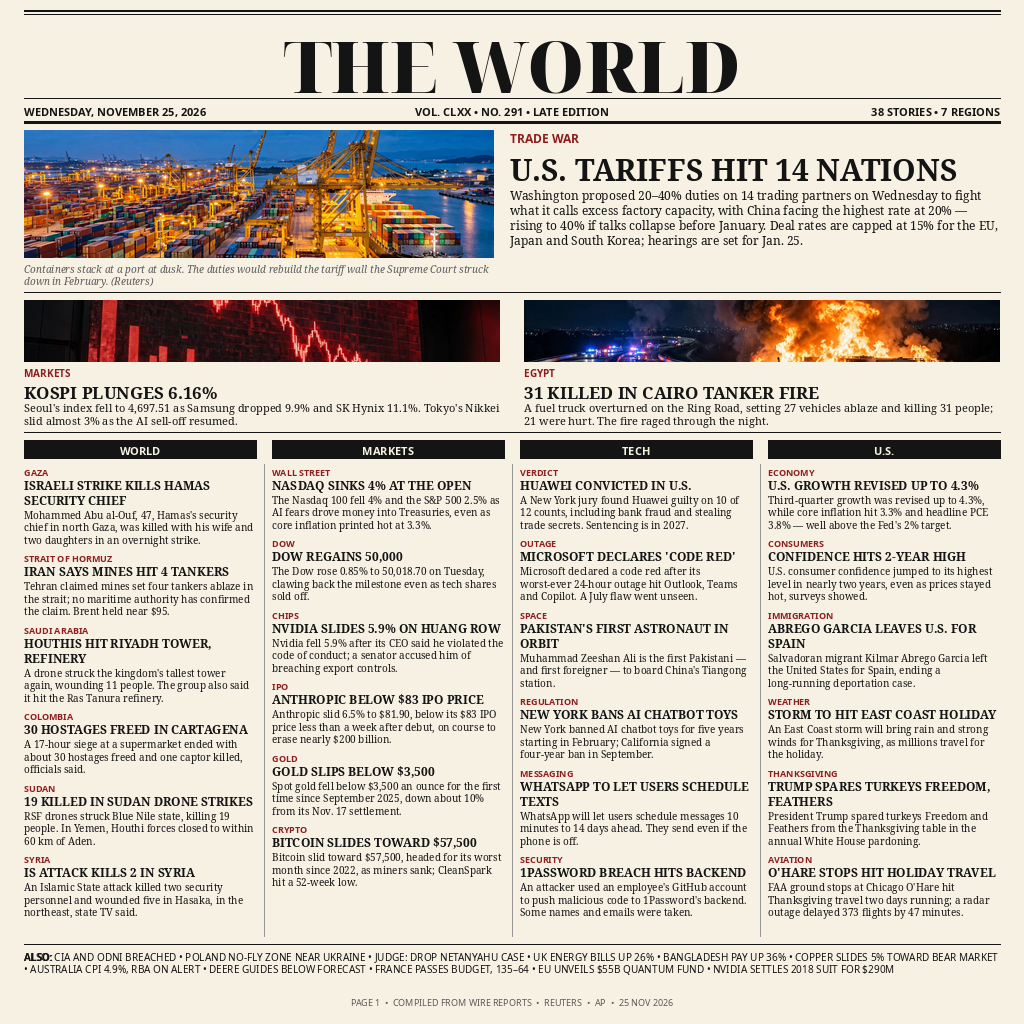 THE WORLD
WEDNESDAY, NOVEMBER 25, 2026
VOL. CLXX • NO. 291 • LATE EDITION
38 STORIES • 7 REGIONS
TRADE WAR
U.S. TARIFFS HIT 14 NATIONS
Washington proposed 20–40% duties on 14 trading partners on Wednesday to fight
what it calls excess factory capacity, with China facing the highest rate at 20% —
rising to 40% if talks collapse before January. Deal rates are capped at 15% for the EU,
Japan and South Korea; hearings are set for Jan. 25.
Containers stack at a port at dusk. The duties would rebuild the tariff wall the Supreme Court struck
down in February. (Reuters)
MARKETS
KOSPI PLUNGES 6.16%
Seoul's index fell to 4,697.51 as Samsung dropped 9.9% and SK Hynix 11.1%. Tokyo's Nikkei
slid almost 3% as the AI sell-off resumed.
EGYPT
31 KILLED IN CAIRO TANKER FIRE
A fuel truck overturned on the Ring Road, setting 27 vehicles ablaze and killing 31 people;
21 were hurt. The fire raged through the night.
WORLD
GAZA
ISRAELI STRIKE KILLS HAMAS
SECURITY CHIEF
Mohammed Abu al-Ouf, 47, Hamas's security
chief in north Gaza, was killed with his wife and
two daughters in an overnight strike.
STRAIT OF HORMUZ
IRAN SAYS MINES HIT 4 TANKERS
Tehran claimed mines set four tankers ablaze in
the strait; no maritime authority has confirmed
the claim. Brent held near $95.
SAUDI ARABIA
HOUTHIS HIT RIYADH TOWER,
REFINERY
A drone struck the kingdom's tallest tower
again, wounding 11 people. The group also said
it hit the Ras Tanura refinery.
COLOMBIA
30 HOSTAGES FREED IN CARTAGENA
A 17-hour siege at a supermarket ended with
about 30 hostages freed and one captor killed,
officials said.
SUDAN
19 KILLED IN SUDAN DRONE STRIKES
RSF drones struck Blue Nile state, killing 19
people. In Yemen, Houthi forces closed to within
60 km of Aden.
SYRIA
IS ATTACK KILLS 2 IN SYRIA
An Islamic State attack killed two security
personnel and wounded five in Hasaka, in the
northeast, state TV said.
MARKETS
WALL STREET
NASDAQ SINKS 4% AT THE OPEN
The Nasdaq 100 fell 4% and the S&P 500 2.5% as
AI fears drove money into Treasuries, even as
core inflation printed hot at 3.3%.
DOW
DOW REGAINS 50,000
The Dow rose 0.85% to 50,018.70 on Tuesday,
clawing back the milestone even as tech shares
sold off.
CHIPS
NVIDIA SLIDES 5.9% ON HUANG ROW
Nvidia fell 5.9% after its CEO said he violated the
code of conduct; a senator accused him of
breaching export controls.
IPO
ANTHROPIC BELOW $83 IPO PRICE
Anthropic slid 6.5% to $81.90, below its $83 IPO
price less than a week after debut, on course to
erase nearly $200 billion.
GOLD
GOLD SLIPS BELOW $3,500
Spot gold fell below $3,500 an ounce for the first
time since September 2025, down about 10%
from its Nov. 17 settlement.
CRYPTO
BITCOIN SLIDES TOWARD $57,500
Bitcoin slid toward $57,500, headed for its worst
month since 2022, as miners sank; CleanSpark
hit a 52-week low.
TECH
VERDICT
HUAWEI CONVICTED IN U.S.
A New York jury found Huawei guilty on 10 of
12 counts, including bank fraud and stealing
trade secrets. Sentencing is in 2027.
OUTAGE
MICROSOFT DECLARES 'CODE RED'
Microsoft declared a code red after its
worst-ever 24-hour outage hit Outlook, Teams
and Copilot. A July flaw went unseen.
SPACE
PAKISTAN'S FIRST ASTRONAUT IN
ORBIT
Muhammad Zeeshan Ali is the first Pakistani —
and first foreigner — to board China's Tiangong
station.
REGULATION
NEW YORK BANS AI CHATBOT TOYS
New York banned AI chatbot toys for five years
starting in February; California signed a
four-year ban in September.
MESSAGING
WHATSAPP TO LET USERS SCHEDULE
TEXTS
WhatsApp will let users schedule messages 10
minutes to 14 days ahead. They send even if the
phone is off.
SECURITY
1PASSWORD BREACH HITS BACKEND
An attacker used an employee's GitHub account
to push malicious code to 1Password's backend.
Some names and emails were taken.
U.S.
ECONOMY
U.S. GROWTH REVISED UP TO 4.3%
Third-quarter growth was revised up to 4.3%,
while core inflation hit 3.3% and headline PCE
3.8% — well above the Fed's 2% target.
CONSUMERS
CONFIDENCE HITS 2-YEAR HIGH
U.S. consumer confidence jumped to its highest
level in nearly two years, even as prices stayed
hot, surveys showed.
IMMIGRATION
ABREGO GARCIA LEAVES U.S. FOR
SPAIN
Salvadoran migrant Kilmar Abrego Garcia left
the United States for Spain, ending a
long-running deportation case.
WEATHER
STORM TO HIT EAST COAST HOLIDAY
An East Coast storm will bring rain and strong
winds for Thanksgiving, as millions travel for
the holiday.
THANKSGIVING
TRUMP SPARES TURKEYS FREEDOM,
FEATHERS
President Trump spared turkeys Freedom and
Feathers from the Thanksgiving table in the
annual White House pardoning.
AVIATION
O'HARE STOPS HIT HOLIDAY TRAVEL
FAA ground stops at Chicago O'Hare hit
Thanksgiving travel two days running; a radar
outage delayed 373 flights by 47 minutes.
ALSO: CIA AND ODNI BREACHED • POLAND NO-FLY ZONE NEAR UKRAINE • JUDGE: DROP NETANYAHU CASE • UK ENERGY BILLS UP 26% • BANGLADESH PAY UP 36% • COPPER SLIDES 5% TOWARD BEAR MARKET
• AUSTRALIA CPI 4.9%, RBA ON ALERT • DEERE GUIDES BELOW FORECAST • FRANCE PASSES BUDGET, 135–64 • EU UNVEILS $55B QUANTUM FUND • NVIDIA SETTLES 2018 SUIT FOR $290M
PAGE 1 • COMPILED FROM WIRE REPORTS • REUTERS • AP • 25 NOV 2026